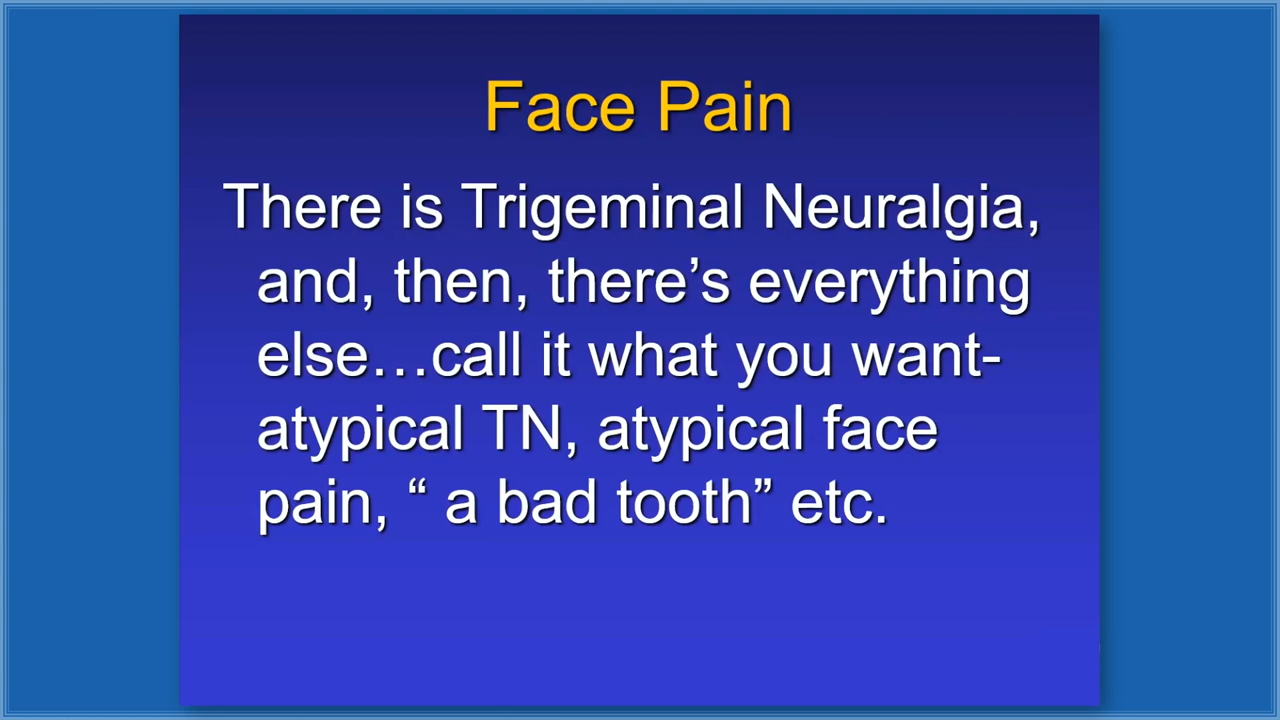 Face Pain
There is Trigeminal Neuralgia,
and, then, there’s everything
else…call it what you want-
atypical TN, atypical face
pain, “ a bad tooth” etc.